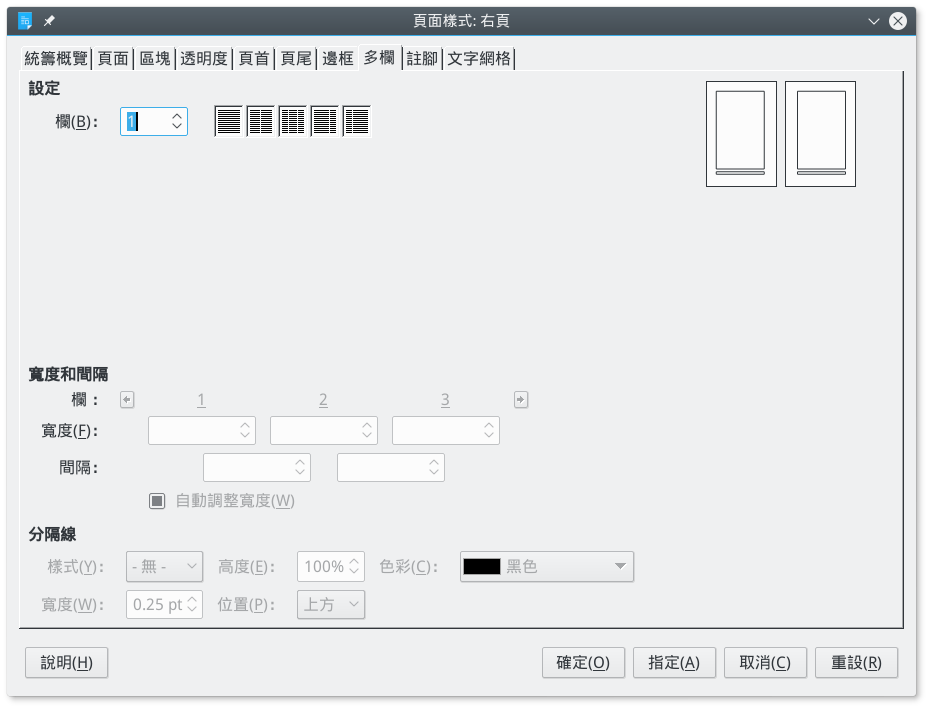 頁面樣式: 右頁
統籌概覽 頁面 區塊 透明度 頁首 頁尾 邊框 多欄 註腳 文字網格
設定
欄(B): 1
寬度和間隔
欄： 1 2 3
寬度(F):
間隔:
自動調整寬度(W)
分隔線
樣式(Y): - 無 - 高度(E): 100% 色彩(C): 黑色
寬度(W): 0.25 pt 位置(P): 上方
說明(H) 確定(O) 指定(A) 取消(C) 重設(R)